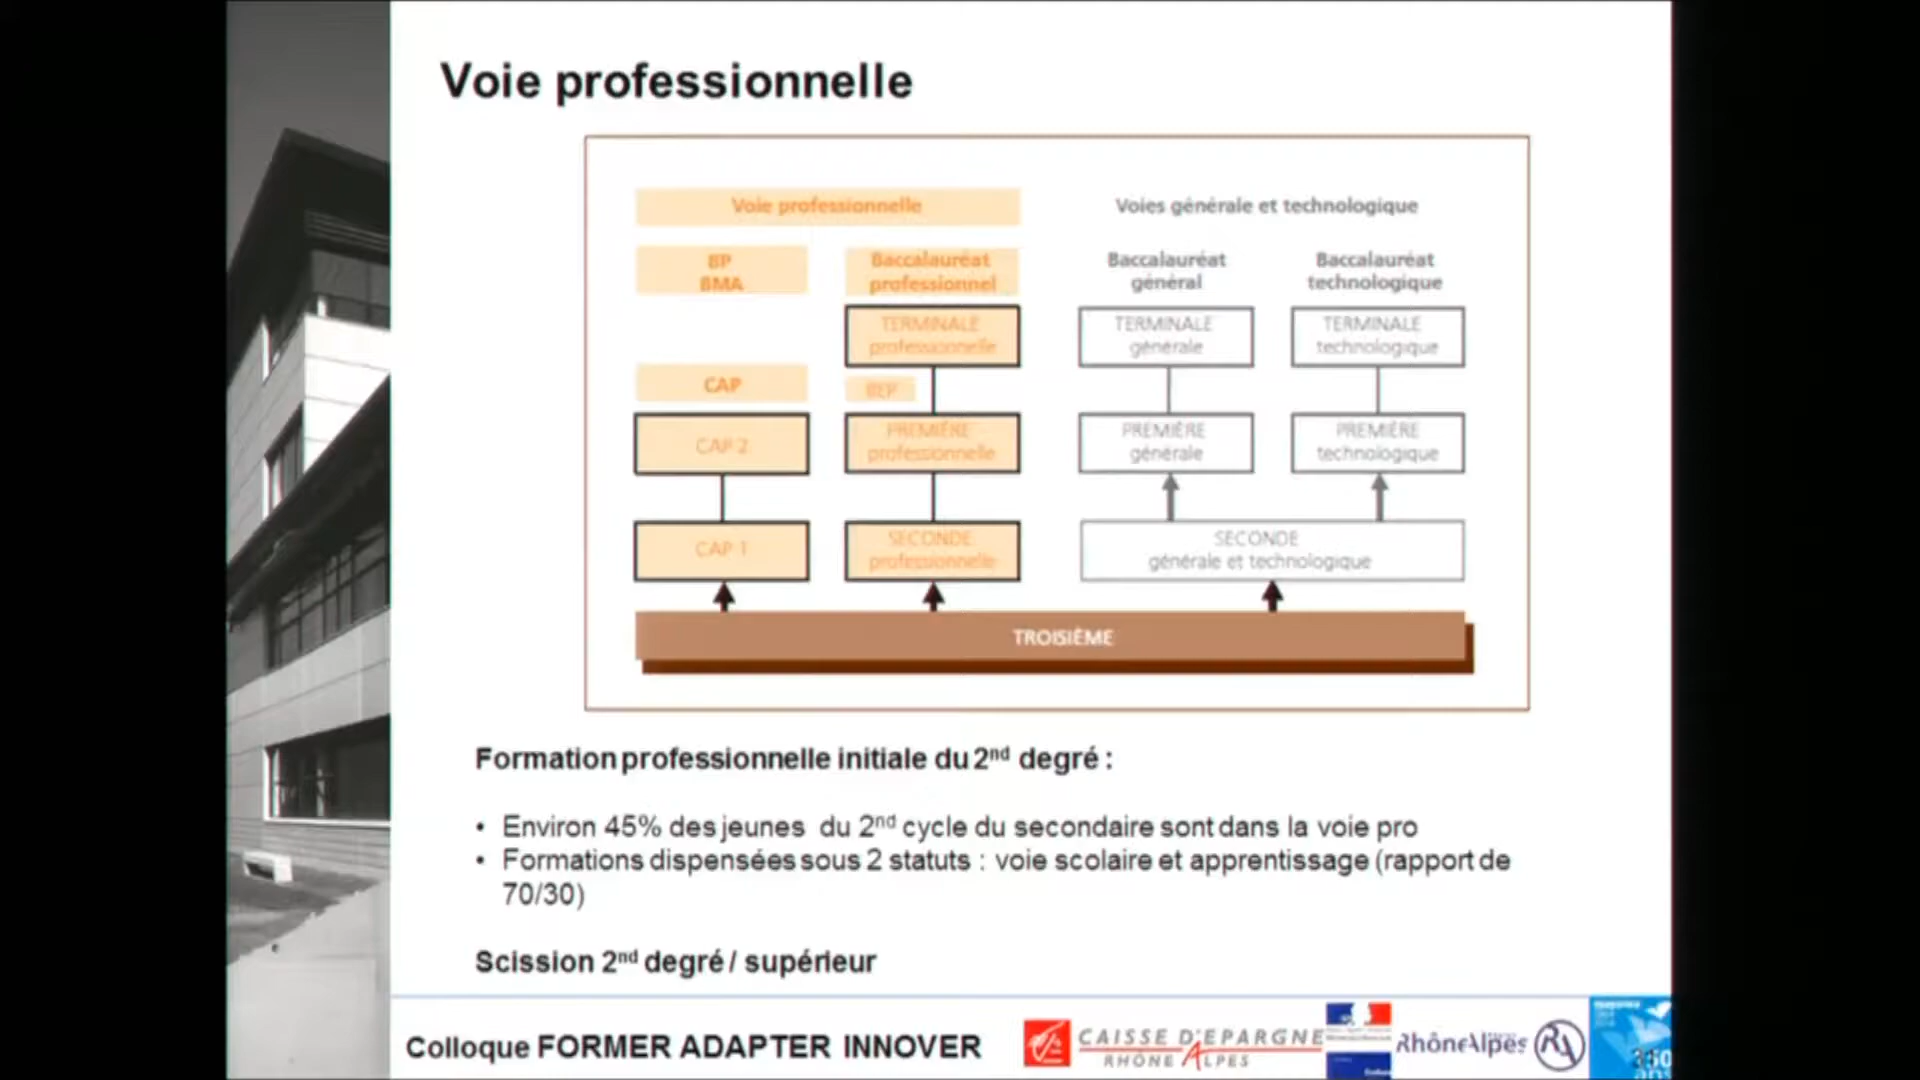 Voie professionnelle
Voie professionnelle
Voies générale et technologique
BP
BMA
Baccalauréat
professionnel
Baccalauréat
général
Baccalauréat
technologique
TERMINALE
professionnelle
TERMINALE
générale
TERMINALE
technologique
CAP
BEP
CAP 2
PREMIÈRE
professionnelle
PREMIÈRE
générale
PREMIÈRE
technologique
CAP 1
SECONDE
professionnelle
SECONDE
générale et technologique
TROISIÈME
Formation professionnelle initiale du 2nd degré :
• Environ 45% des jeunes du 2nd cycle du secondaire sont dans la voie pro
• Formations dispensées sous 2 statuts : voie scolaire et apprentissage (rapport de
70/30)
Scission 2nd degré / supérieur
Colloque FORMER ADAPTER INNOVER
CAISSE D'EPARGNE
RHÔNE ALPES
RhôneAlpes
RA
350
ans